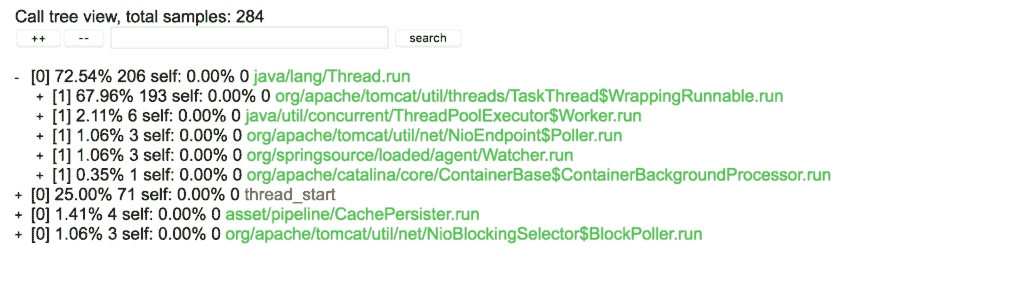 Call tree view, total samples: 284
++ -- search
- [0] 72.54% 206 self: 0.00% 0 java/lang/Thread.run
+ [1] 67.96% 193 self: 0.00% 0 org/apache/tomcat/util/threads/TaskThread$WrappingRunnable.run
+ [1] 2.11% 6 self: 0.00% 0 java/util/concurrent/ThreadPoolExecutor$Worker.run
+ [1] 1.06% 3 self: 0.00% 0 org/apache/tomcat/util/net/NioEndpoint$Poller.run
+ [1] 1.06% 3 self: 0.00% 0 org/springsource/loaded/agent/Watcher.run
+ [1] 0.35% 1 self: 0.00% 0 org/apache/catalina/core/ContainerBase$ContainerBackgroundProcessor.run
+ [0] 25.00% 71 self: 0.00% 0 thread_start
+ [0] 1.41% 4 self: 0.00% 0 asset/pipeline/CachePersister.run
+ [0] 1.06% 3 self: 0.00% 0 org/apache/tomcat/util/net/NioBlockingSelector$BlockPoller.run